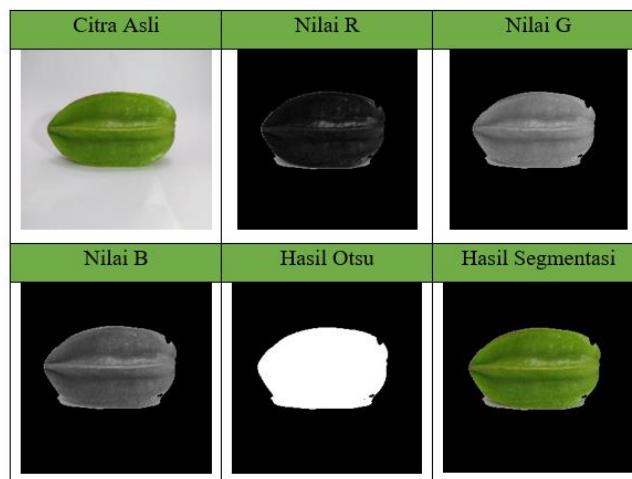 Citra Asli
Nilai R
Nilai G
Nilai B
Hasil Otsu
Hasil Segmentasi